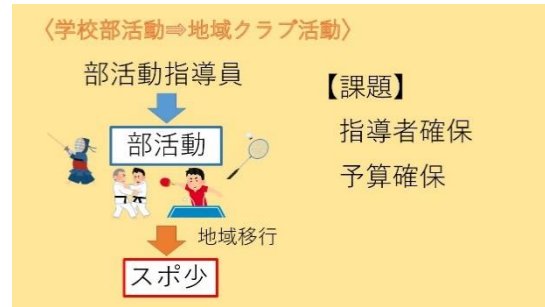 〈学校部活動⇒地域クラブ活動〉
部活動指導員
部活動
地域移行
スポ少
【課題】
指導者確保
予算確保